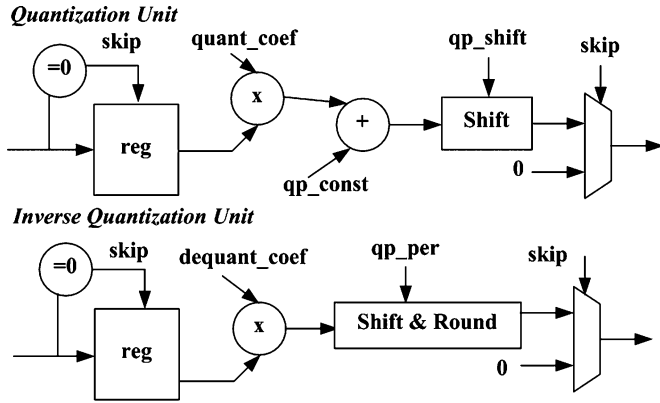 Quantization Unit
=0
skip
quant_coef
qp_shift
skip
reg
x
+
Shift
qp_const
0
Inverse Quantization Unit
=0
skip
dequant_coef
qp_per
skip
reg
x
Shift & Round
0